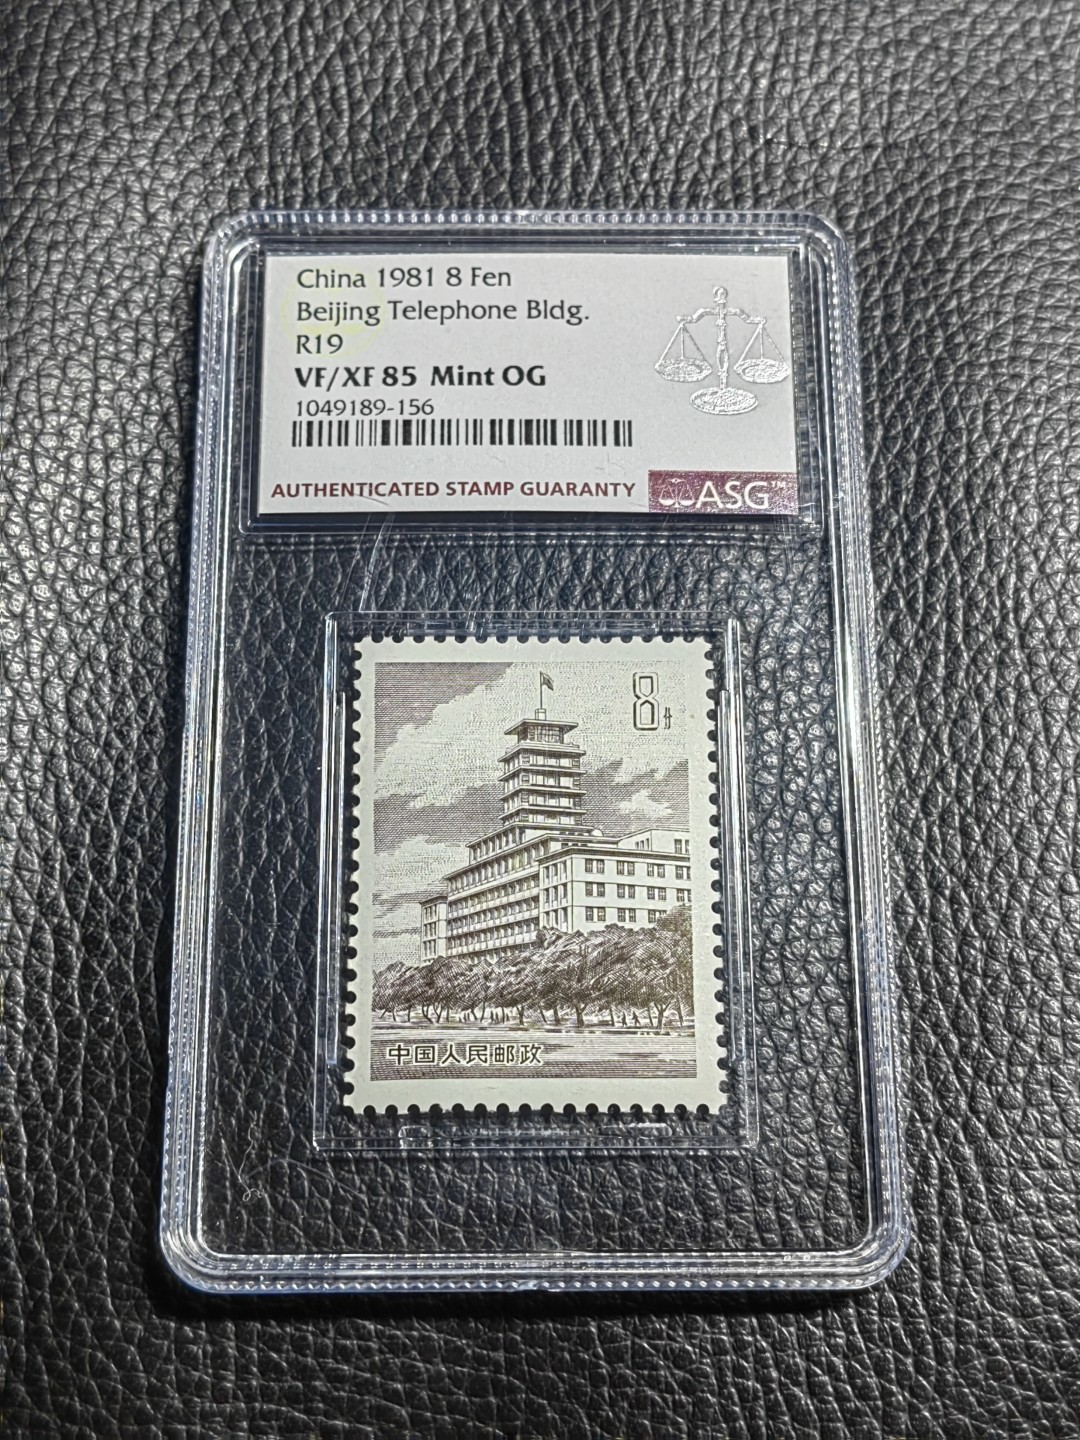 China 1981 8 Fen
Beijing Telephone Bldg.
R19
VF/XF 85 Mint OG
1049189-156
AUTHENTICATED STAMP GUARANTY
ASG™
8分
中国人民邮政